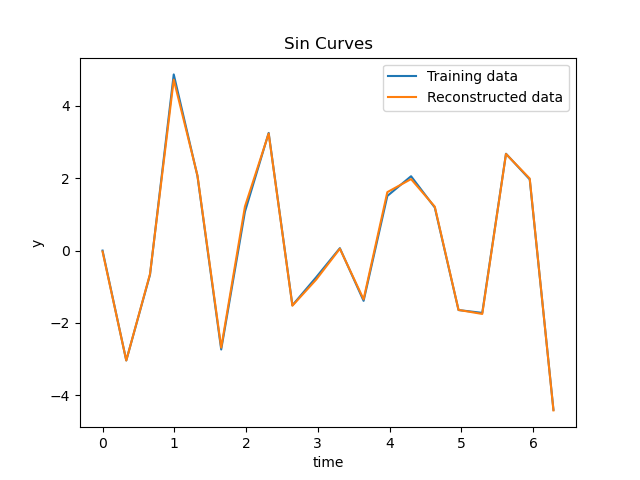 Sin Curves
Training data
Reconstructed data
4
2
0
−2
−4
y
0 1 2 3 4 5 6
time